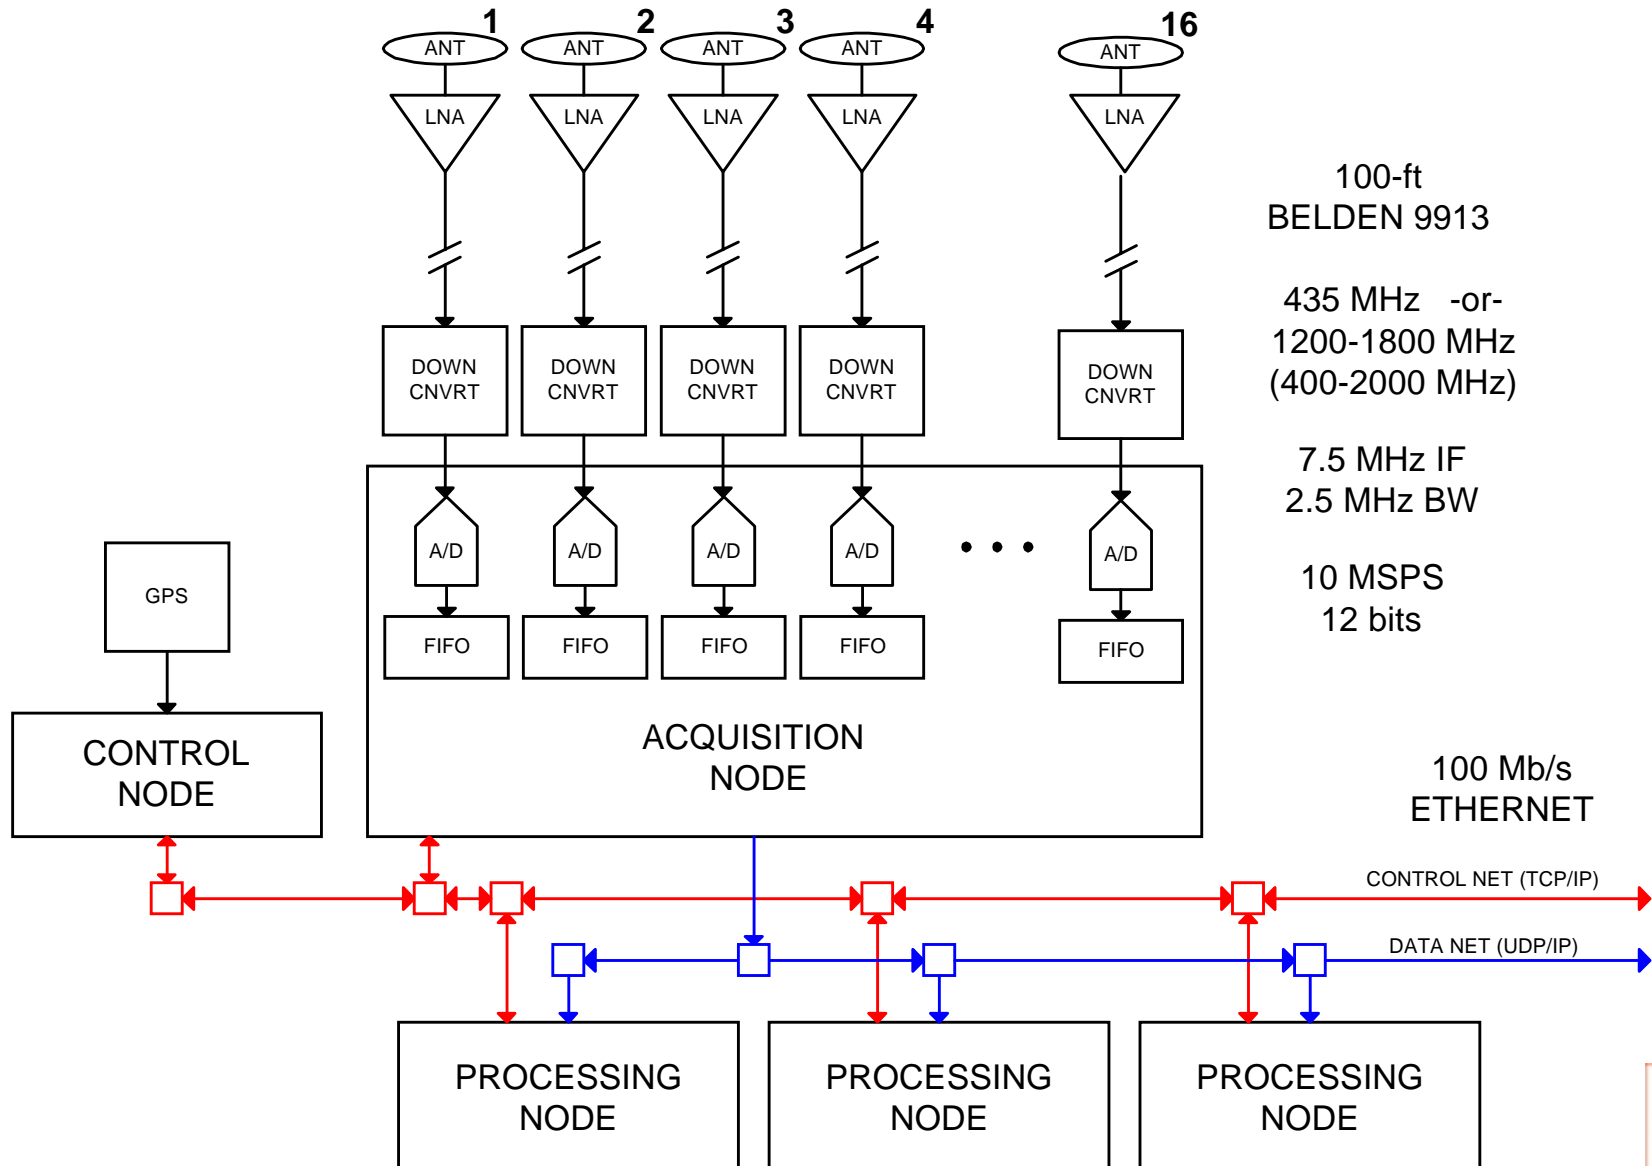 1 2 3 4 16
ANT ANT ANT ANT ANT
LNA LNA LNA LNA LNA
100-ft
BELDEN 9913
435 MHz -or-
1200-1800 MHz
(400-2000 MHz)
DOWN CNVRT
DOWN CNVRT
DOWN CNVRT
DOWN CNVRT
DOWN CNVRT
7.5 MHz IF
2.5 MHz BW
A/D A/D A/D A/D • • • A/D
10 MSPS
12 bits
GPS
FIFO FIFO FIFO FIFO FIFO
CONTROL
NODE
ACQUISITION
NODE
100 Mb/s
ETHERNET
CONTROL NET (TCP/IP)
DATA NET (UDP/IP)
PROCESSING
NODE
PROCESSING
NODE
PROCESSING
NODE